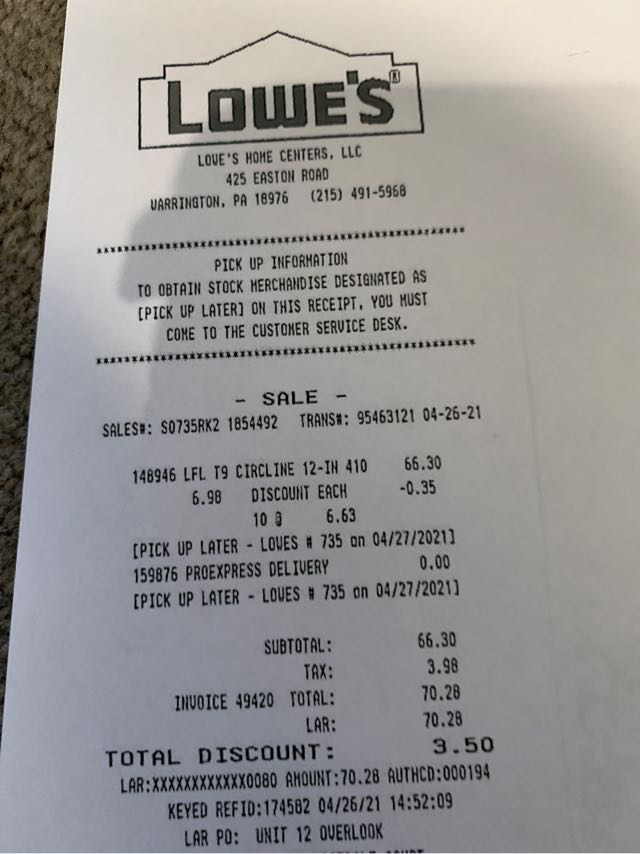 LOWE'S®
LOWE'S HOME CENTERS, LLC
425 EASTON ROAD
WARRINGTON, PA 18976 (215) 491-5968
***********************************************
PICK UP INFORMATION
TO OBTAIN STOCK MERCHANDISE DESIGNATED AS
[PICK UP LATER] ON THIS RECEIPT, YOU MUST
COME TO THE CUSTOMER SERVICE DESK.
***********************************************
- SALE -
SALES#: S0735RK2 1854492 TRANS#: 95463121 04-26-21
148946 LFL T9 CIRCLINE 12-IN 410 66.30
6.98 DISCOUNT EACH -0.35
10 @ 6.63
[PICK UP LATER - LOWES # 735 on 04/27/2021]
159876 PROEXPRESS DELIVERY 0.00
[PICK UP LATER - LOWES # 735 on 04/27/2021]
SUBTOTAL: 66.30
TAX: 3.98
INVOICE 49420 TOTAL: 70.28
LAR: 70.28
TOTAL DISCOUNT: 3.50
LAR:XXXXXXXXXXXX0080 AMOUNT:70.28 AUTHCD:000194
KEYED REFID:174582 04/26/21 14:52:09
LAR PO: UNIT 12 OVERLOOK